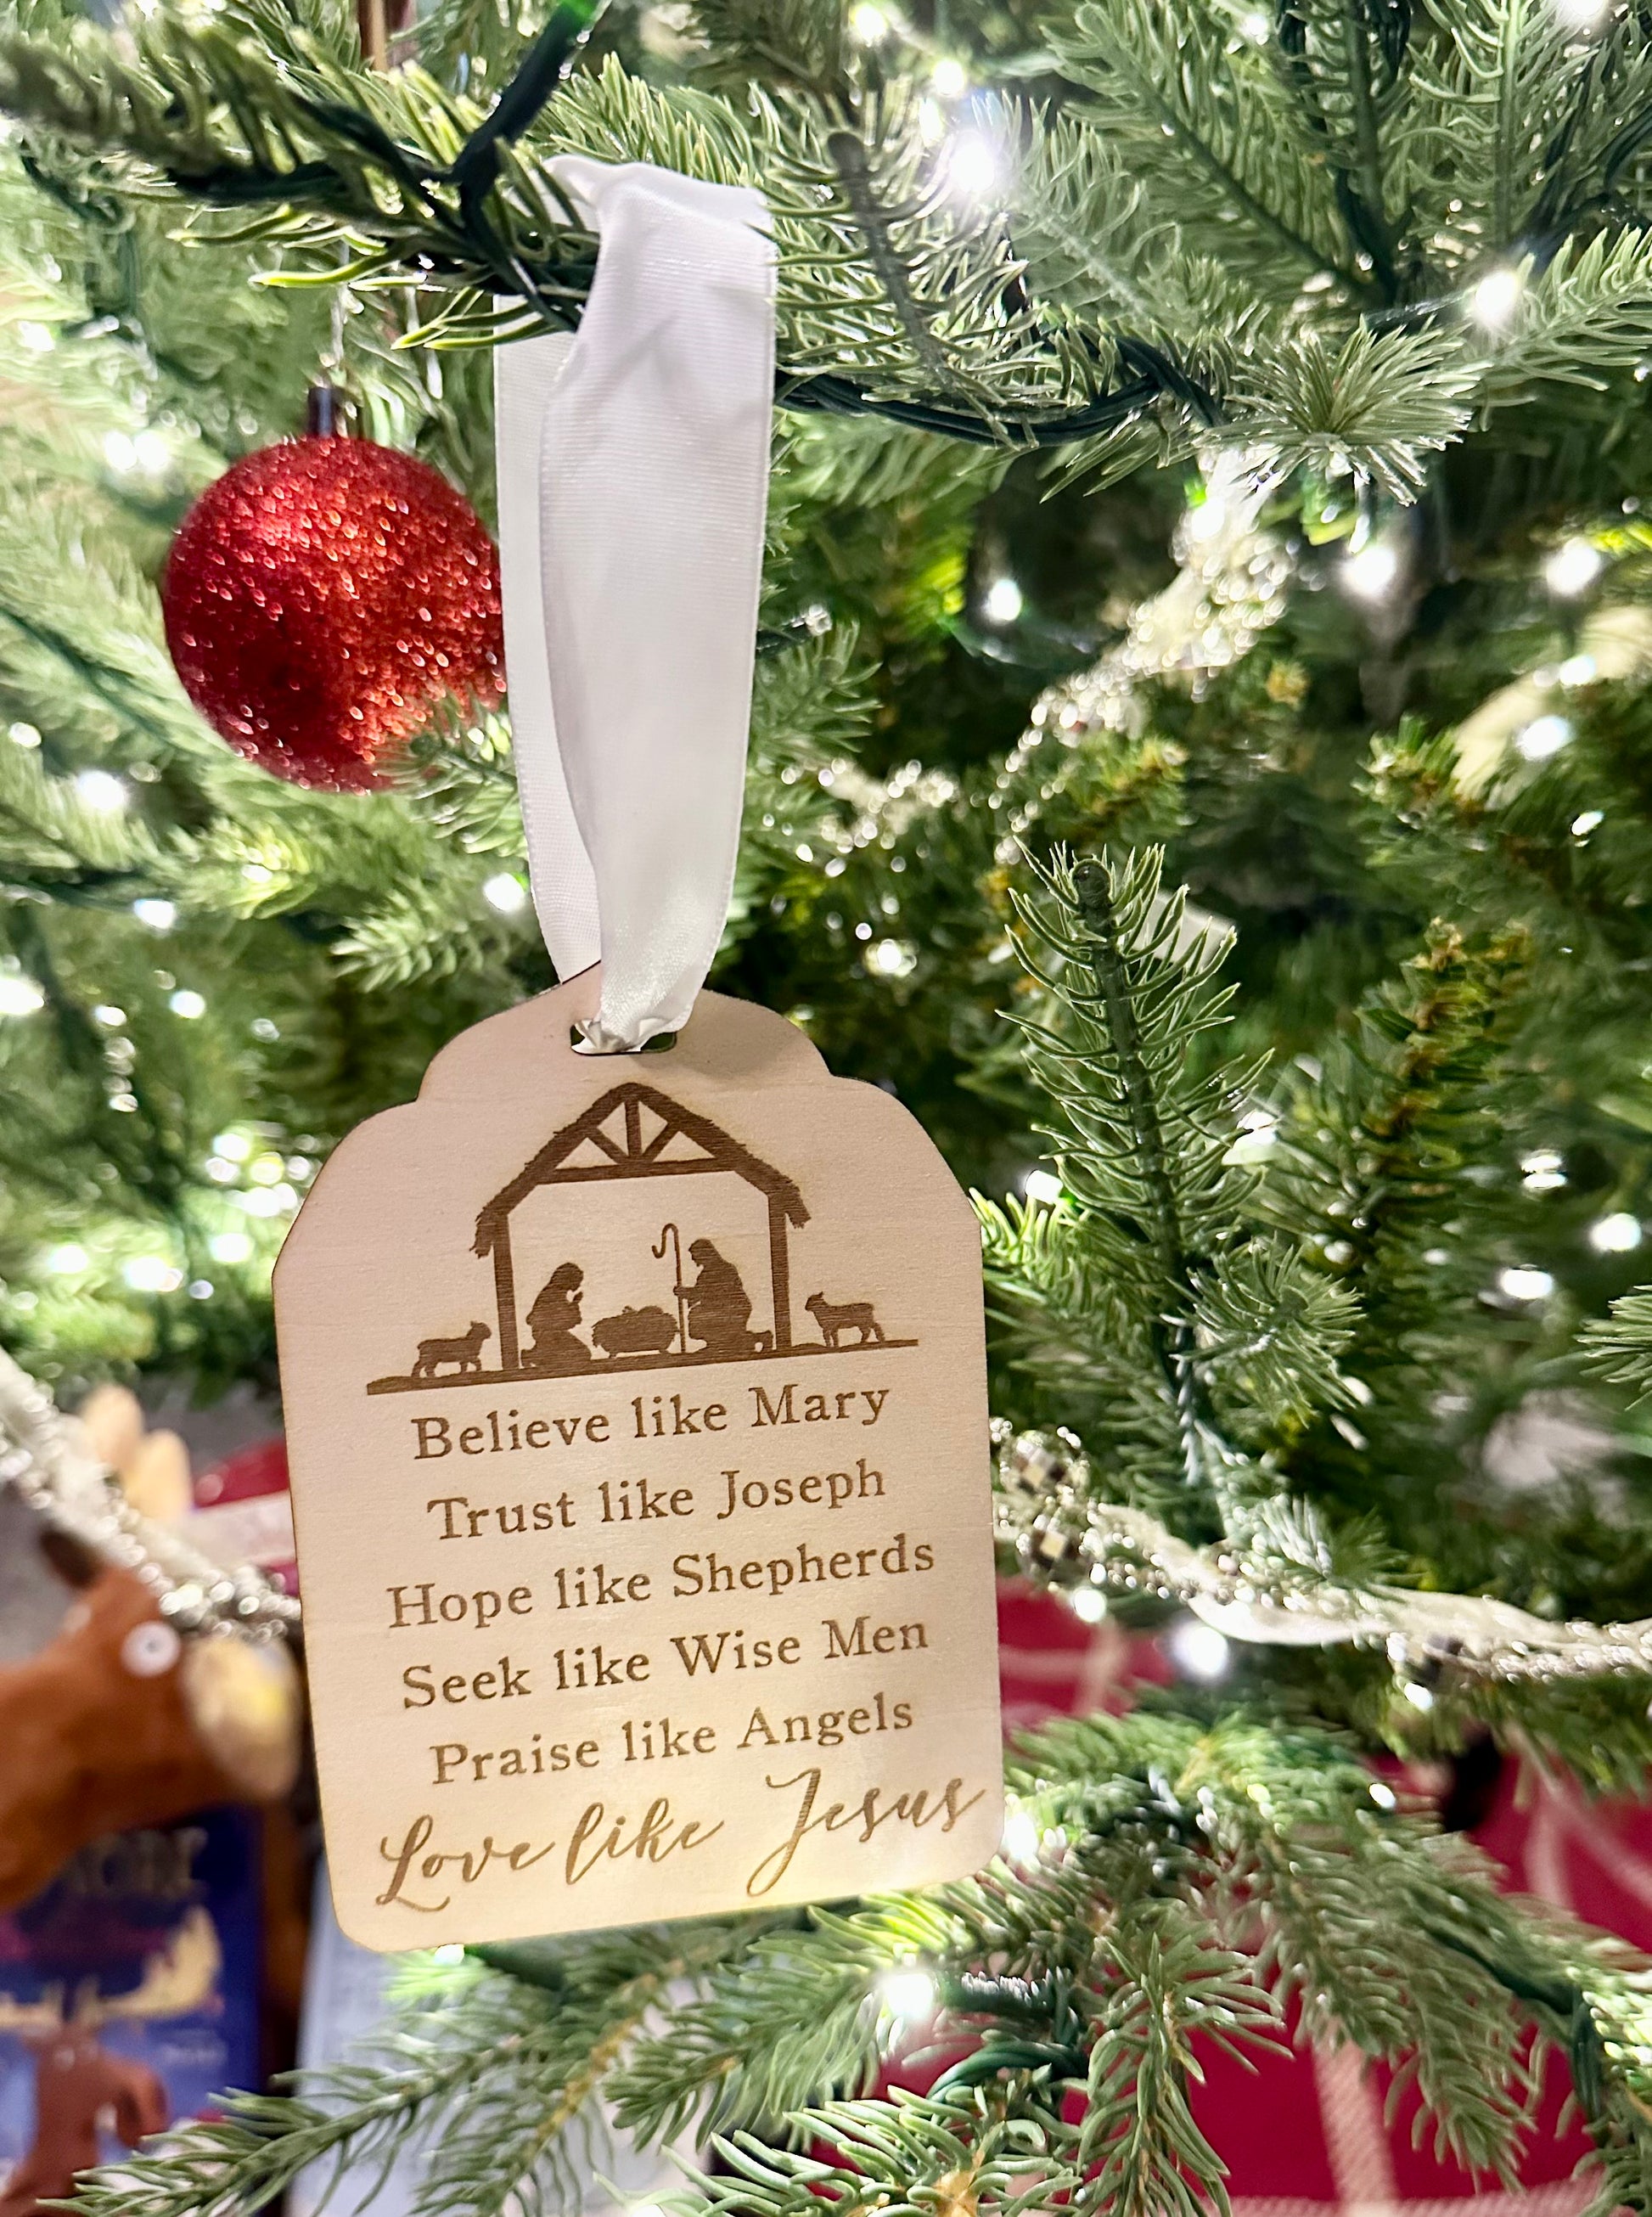 Believe like Mary
Trust like Joseph
Hope like Shepherds
Seek like Wise Men
Praise like Angels
Love like Jesus